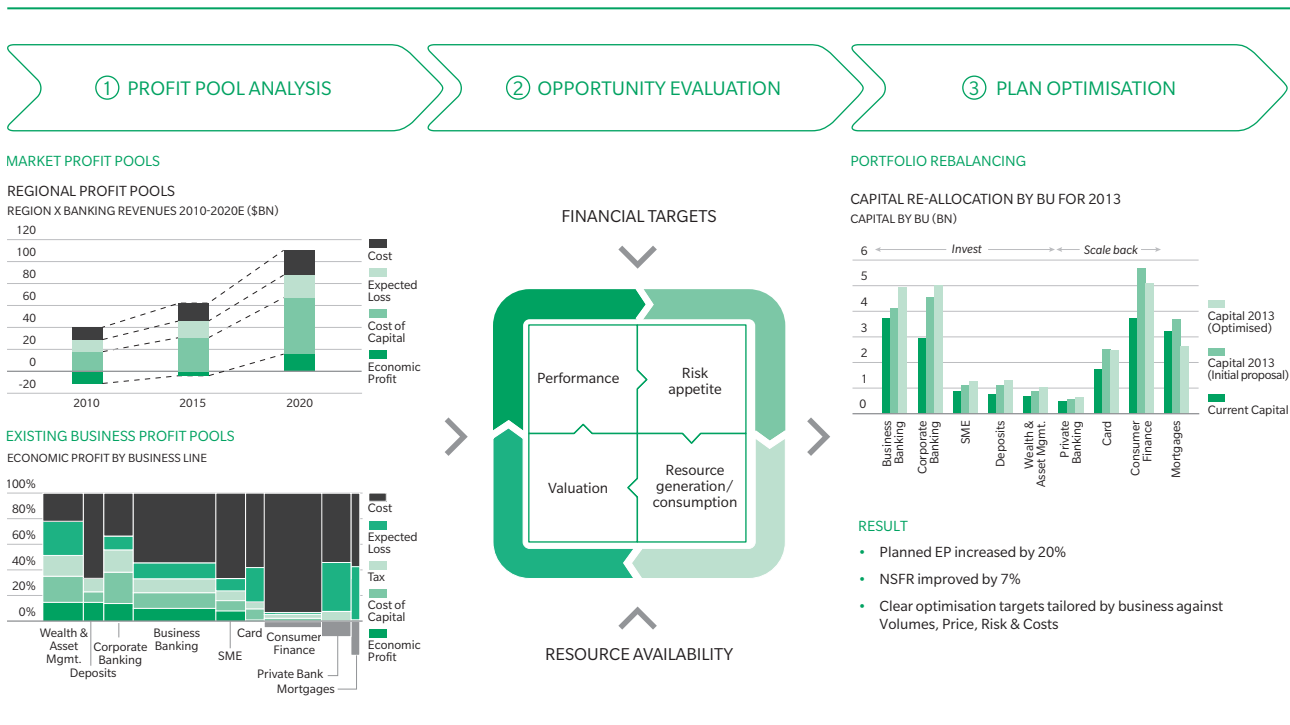 ① PROFIT POOL ANALYSIS
② OPPORTUNITY EVALUATION
③ PLAN OPTIMISATION
MARKET PROFIT POOLS
REGIONAL PROFIT POOLS
REGION X BANKING REVENUES 2010-2020E ($BN)
120
100
80
60
40
20
0
-20
2010
2015
2020
Cost
Expected
Loss
Cost of
Capital
Economic
Profit
EXISTING BUSINESS PROFIT POOLS
ECONOMIC PROFIT BY BUSINESS LINE
100%
80%
60%
40%
20%
0%
Wealth &
Asset
Mgmt.
Deposits
Corporate
Banking
Business
Banking
SME
Card
Consumer
Finance
Private Bank
Mortgages
Cost
Expected
Loss
Tax
Cost of
Capital
Economic
Profit
FINANCIAL TARGETS
Performance
Risk
appetite
Valuation
Resource
generation/
consumption
RESOURCE AVAILABILITY
PORTFOLIO REBALANCING
CAPITAL RE-ALLOCATION BY BU FOR 2013
CAPITAL BY BU (BN)
Invest
Scale back
6
5
4
3
2
1
0
Business
Banking
Corporate
Banking
SME
Deposits
Wealth &
Asset Mgmt.
Private
Banking
Card
Consumer
Finance
Mortgages
Capital 2013
(Optimised)
Capital 2013
(Initial proposal)
Current Capital
RESULT
• Planned EP increased by 20%
• NSFR improved by 7%
• Clear optimisation targets tailored by business against
Volumes, Price, Risk & Costs